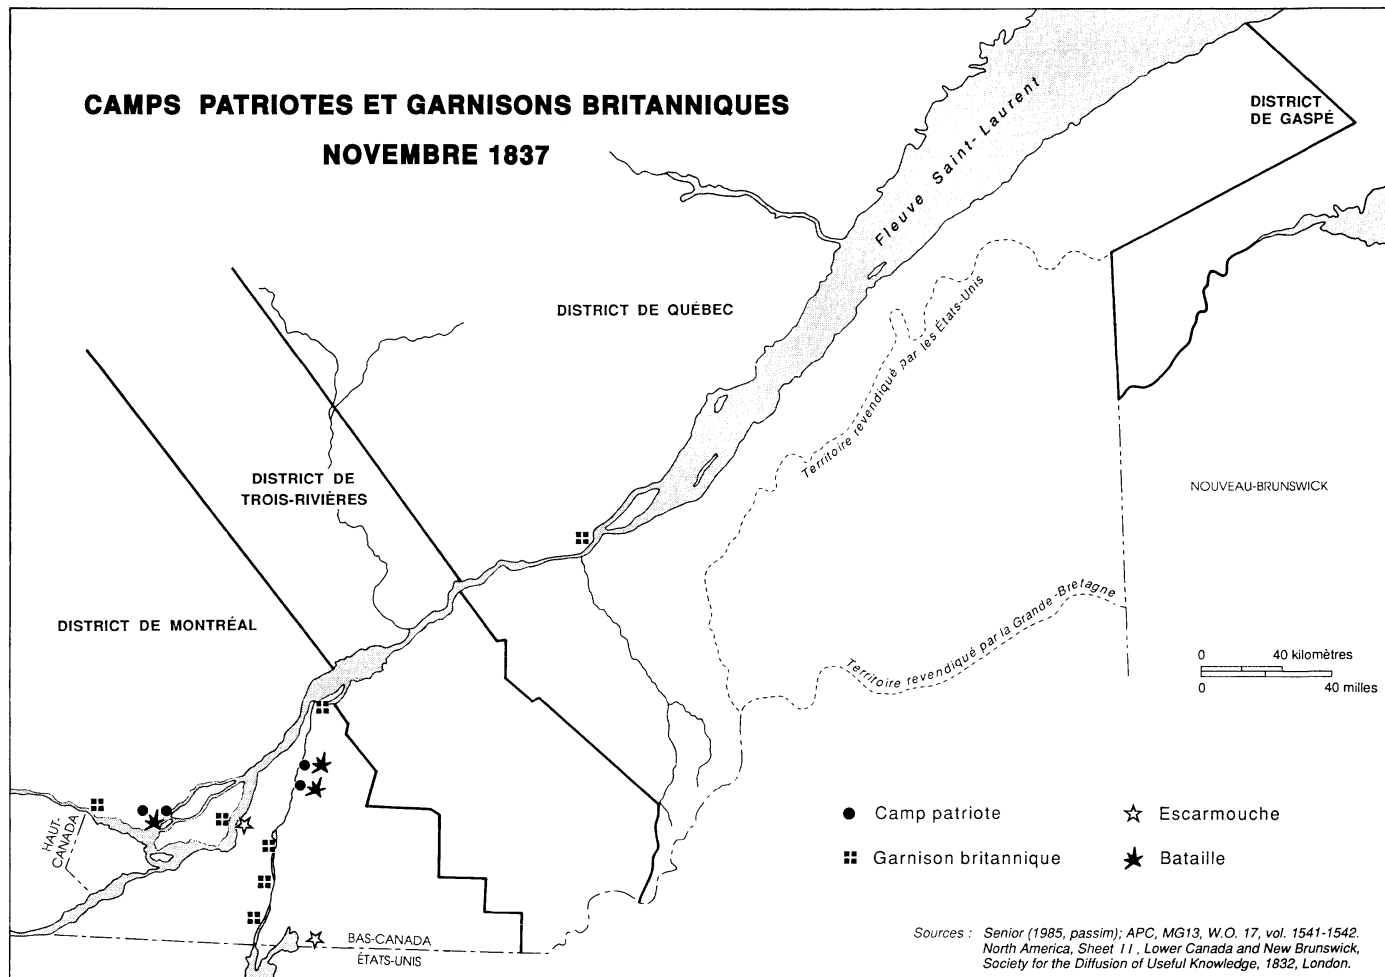 CAMPS PATRIOTES ET GARNISONS BRITANNIQUES
NOVEMBRE 1837
DISTRICT
DE GASPÉ
Fleuve Saint-Laurent
DISTRICT DE QUÉBEC
Territoire revendiqué par les États-Unis
DISTRICT DE
TROIS-RIVIÈRES
NOUVEAU-BRUNSWICK
DISTRICT DE MONTRÉAL
Territoire revendiqué par la Grande-Bretagne
0 40 kilomètres
0 40 milles
HAUT-
CANADA
Camp patriote
Escarmouche
Garnison britannique
Bataille
BAS-CANADA
ÉTATS-UNIS
Sources : Senior (1985, passim); APC, MG13, W.O. 17, vol. 1541-1542.
North America, Sheet II, Lower Canada and New Brunswick,
Society for the Diffusion of Useful Knowledge, 1832, London.